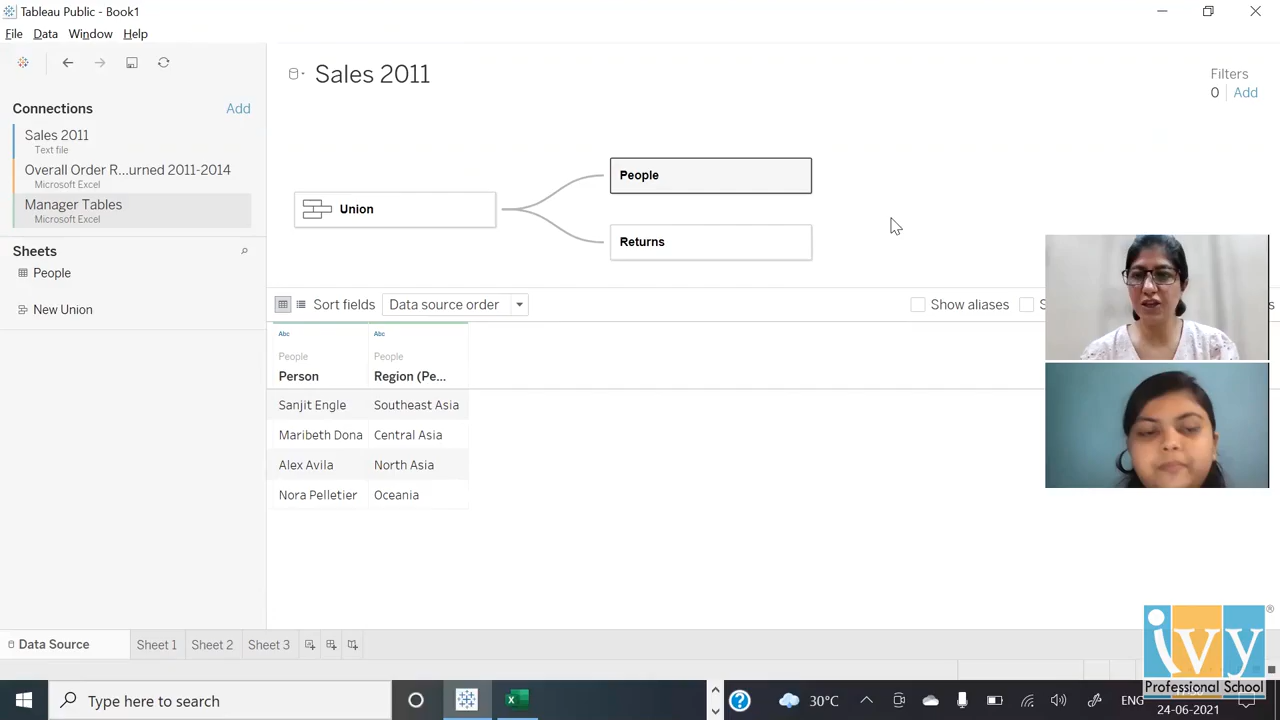 Tableau Public - Book1
File Data Window Help
Connections Add
Sales 2011
Text file
Overall Order R...urned 2011-2014
Microsoft Excel
Manager Tables
Microsoft Excel
Sheets
People
New Union
Sales 2011
Filters
0 Add
Union
People
Returns
Sort fields Data source order
Show aliases
Abc Abc
People People
Person Region (Pe...
Sanjit Engle Southeast Asia
Maribeth Dona Central Asia
Alex Avila North Asia
Nora Pelletier Oceania
Data Source Sheet 1 Sheet 2 Sheet 3
ivy
Professional School
®
Type here to search
30°C
ENG
24-06-2021